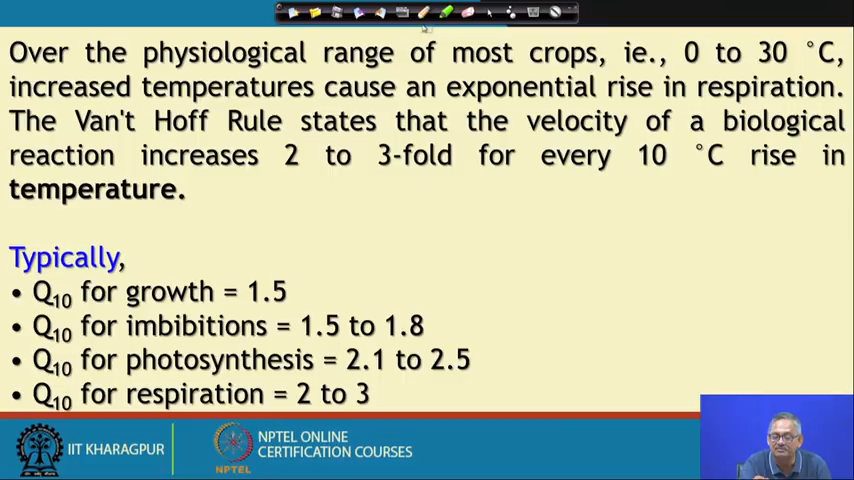 Over the physiological range of most crops, ie., 0 to 30 °C,
increased temperatures cause an exponential rise in respiration.
The Van't Hoff Rule states that the velocity of a biological
reaction increases 2 to 3-fold for every 10 °C rise in
temperature.
Typically,
• Q10 for growth = 1.5
• Q10 for imbibitions = 1.5 to 1.8
• Q10 for photosynthesis = 2.1 to 2.5
• Q10 for respiration = 2 to 3
IIT KHARAGPUR
NPTEL
NPTEL ONLINE
CERTIFICATION COURSES